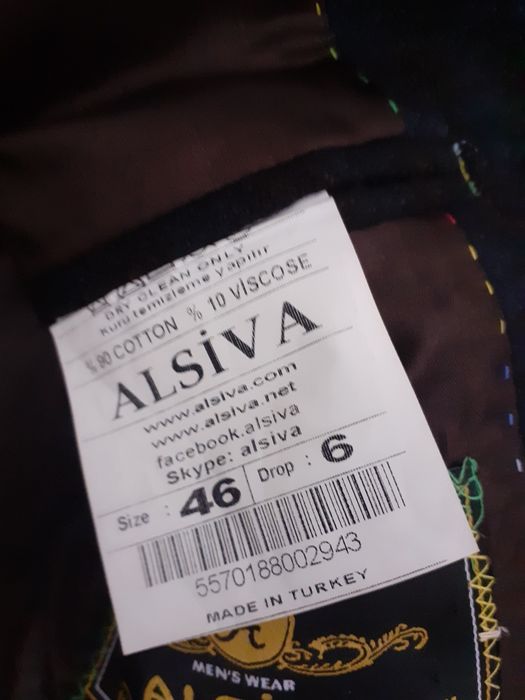 DRY CLEAN ONLY
Kuru temizleme Yapılır
%90 COTTON % 10 VİSCOSE
ALSİVA
www.alsiva.com
www.alsiva.net
facebook.alsiva
Skype: alsiva
Size : 46 Drop : 6
5570188002943
MADE IN TURKEY
MEN'S WEAR